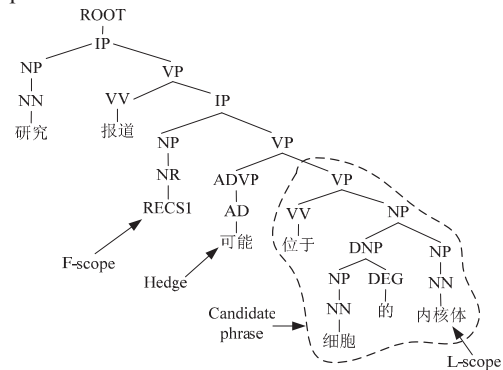 ROOT
IP
NP VP
NN VV IP
研究 报道 NP VP
NR ADVP VP
RECS1 AD VV NP
可能 位于 DNP NP
F-scope NP DEG NN
Hedge NN 的 内核体
Candidate phrase 细胞
L-scope